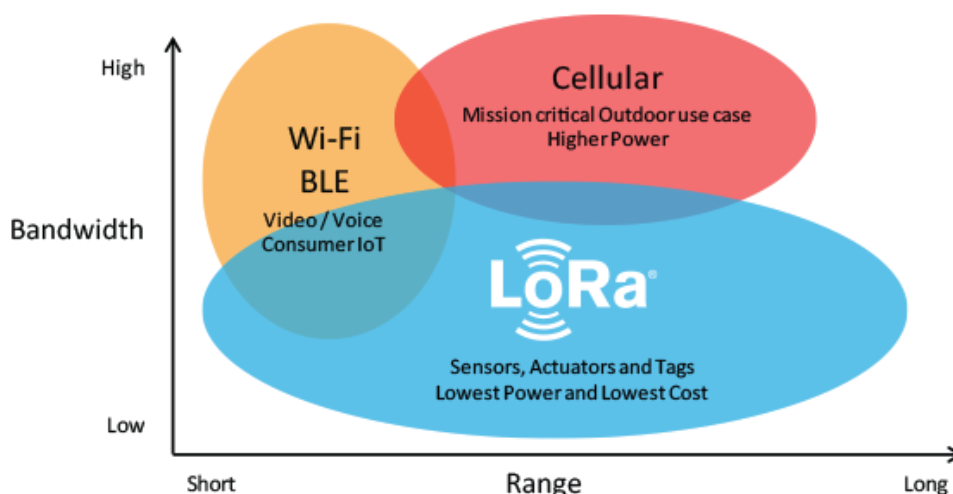 High
Bandwidth
Low
Wi-Fi
BLE
Video / Voice
Consumer IoT
Cellular
Mission critical Outdoor use case
Higher Power
LoRa®
Sensors, Actuators and Tags
Lowest Power and Lowest Cost
Short
Range
Long